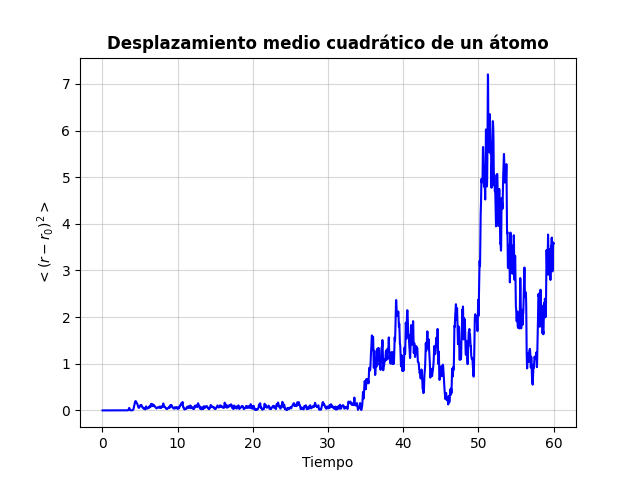 Desplazamiento medio cuadrático de un átomo
< (r − r₀)² >
7
6
5
4
3
2
1
0
0 10 20 30 40 50 60
Tiempo